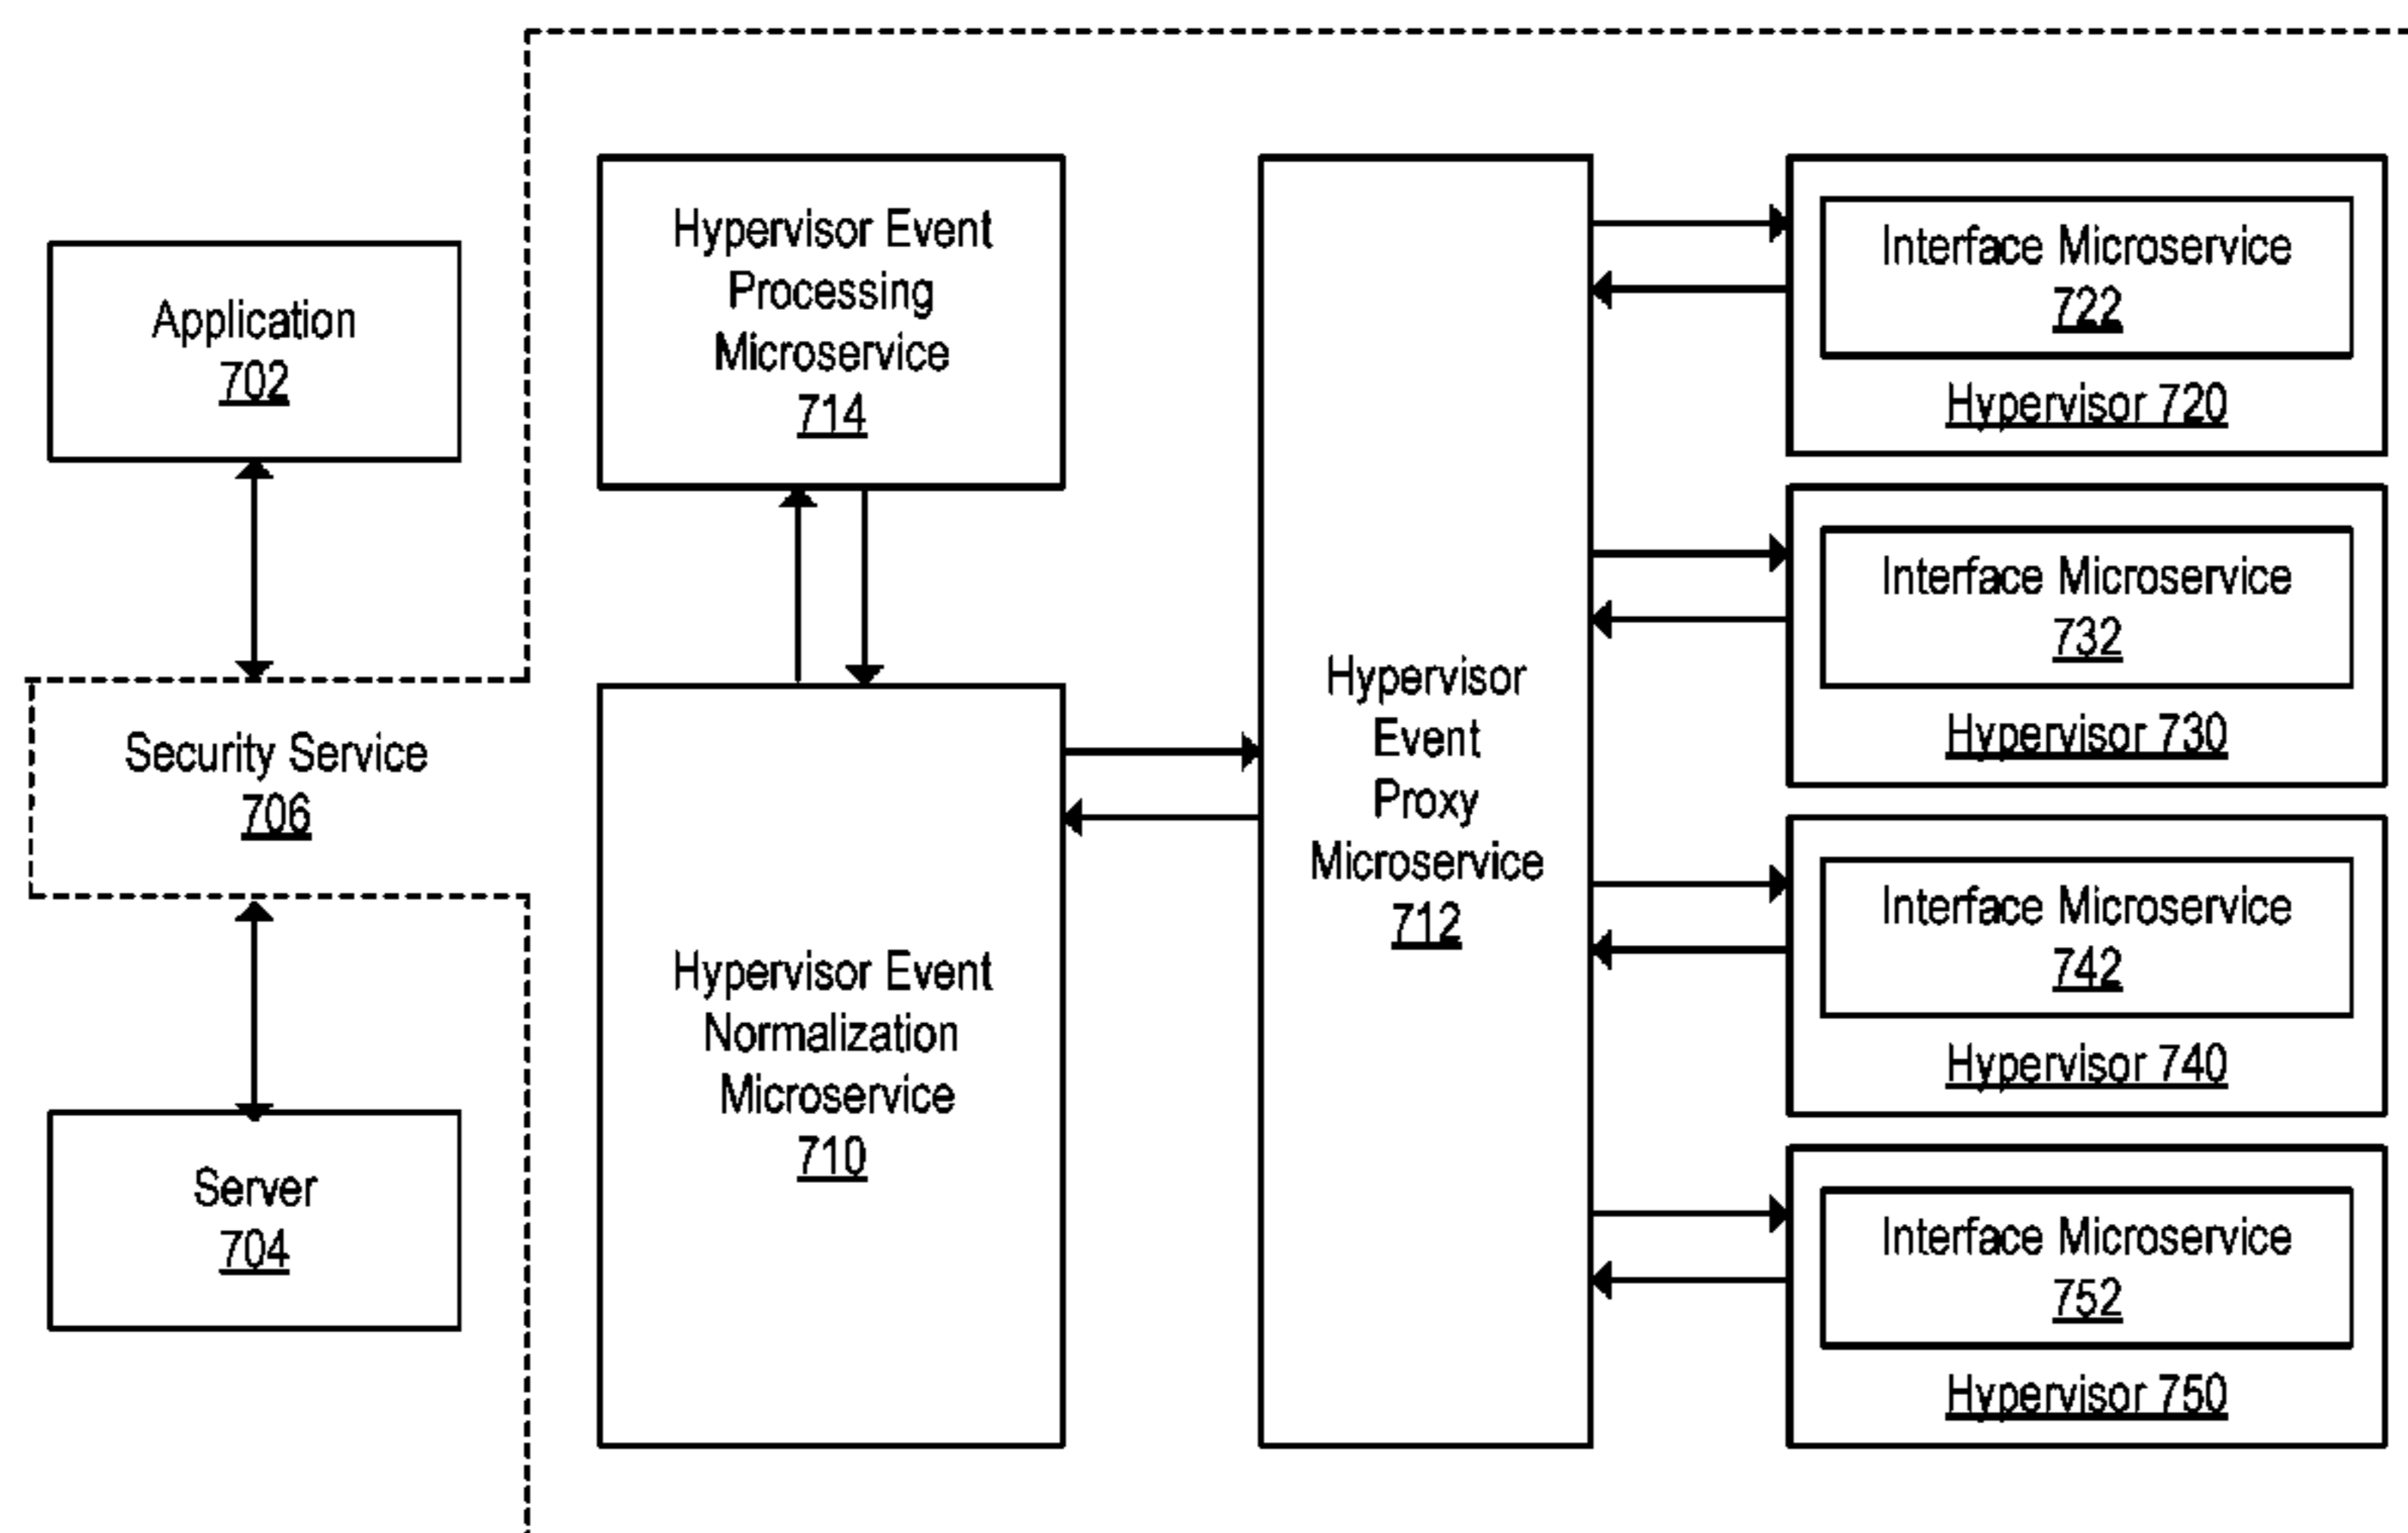 Application
702
Security Service
706
Server
704
Hypervisor Event
Processing
Microservice
714
Hypervisor Event
Normalization
Microservice
710
Hypervisor
Event
Proxy
Microservice
712
Interface Microservice
722
Hypervisor 720
Interface Microservice
732
Hypervisor 730
Interface Microservice
742
Hypervisor 740
Interface Microservice
752
Hypervisor 750